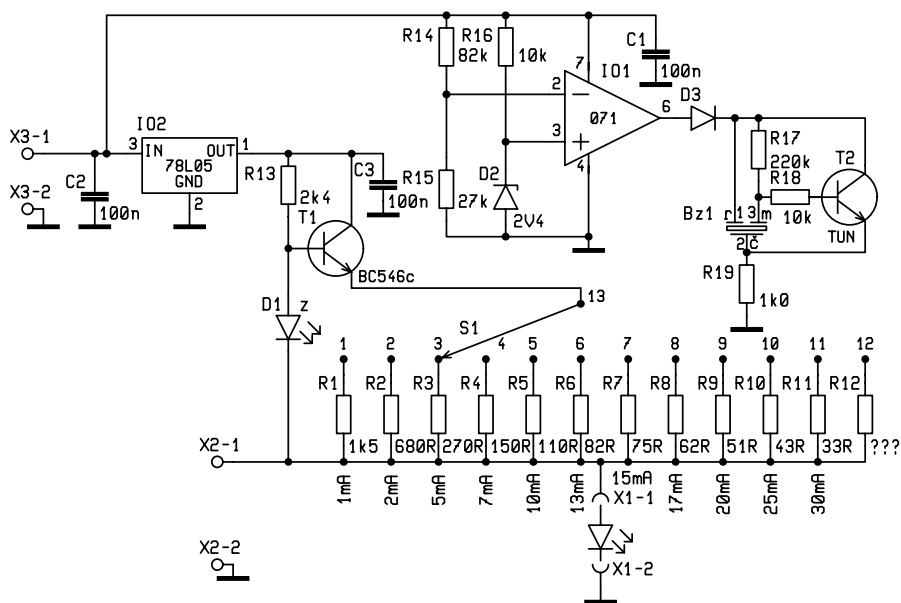 R14 R16 C1
82k 10k
7 IO1 100n
2 071 6 D3
3
4
X3-1 3 IO2 1
IN OUT
78L05
GND
2
X3-2 C2 100n
R13 2k4
C3 100n
T1 BC546c
R15 27k
D2 2V4
R17 220k
R18 10k
T2 TUN
Bz1 r13m
2č
R19 1k0
D1 z
S1 13
1 2 3 4 5 6 7 8 9 10 11 12
R1 R2 R3 R4 R5 R6 R7 R8 R9 R10 R11 R12
1k5 680R 270R 150R 110R 82R 75R 62R 51R 43R 33R ???
X2-1
1mA 2mA 5mA 7mA 10mA 13mA 15mA 17mA 20mA 25mA 30mA
X1-1
X2-2
X1-2